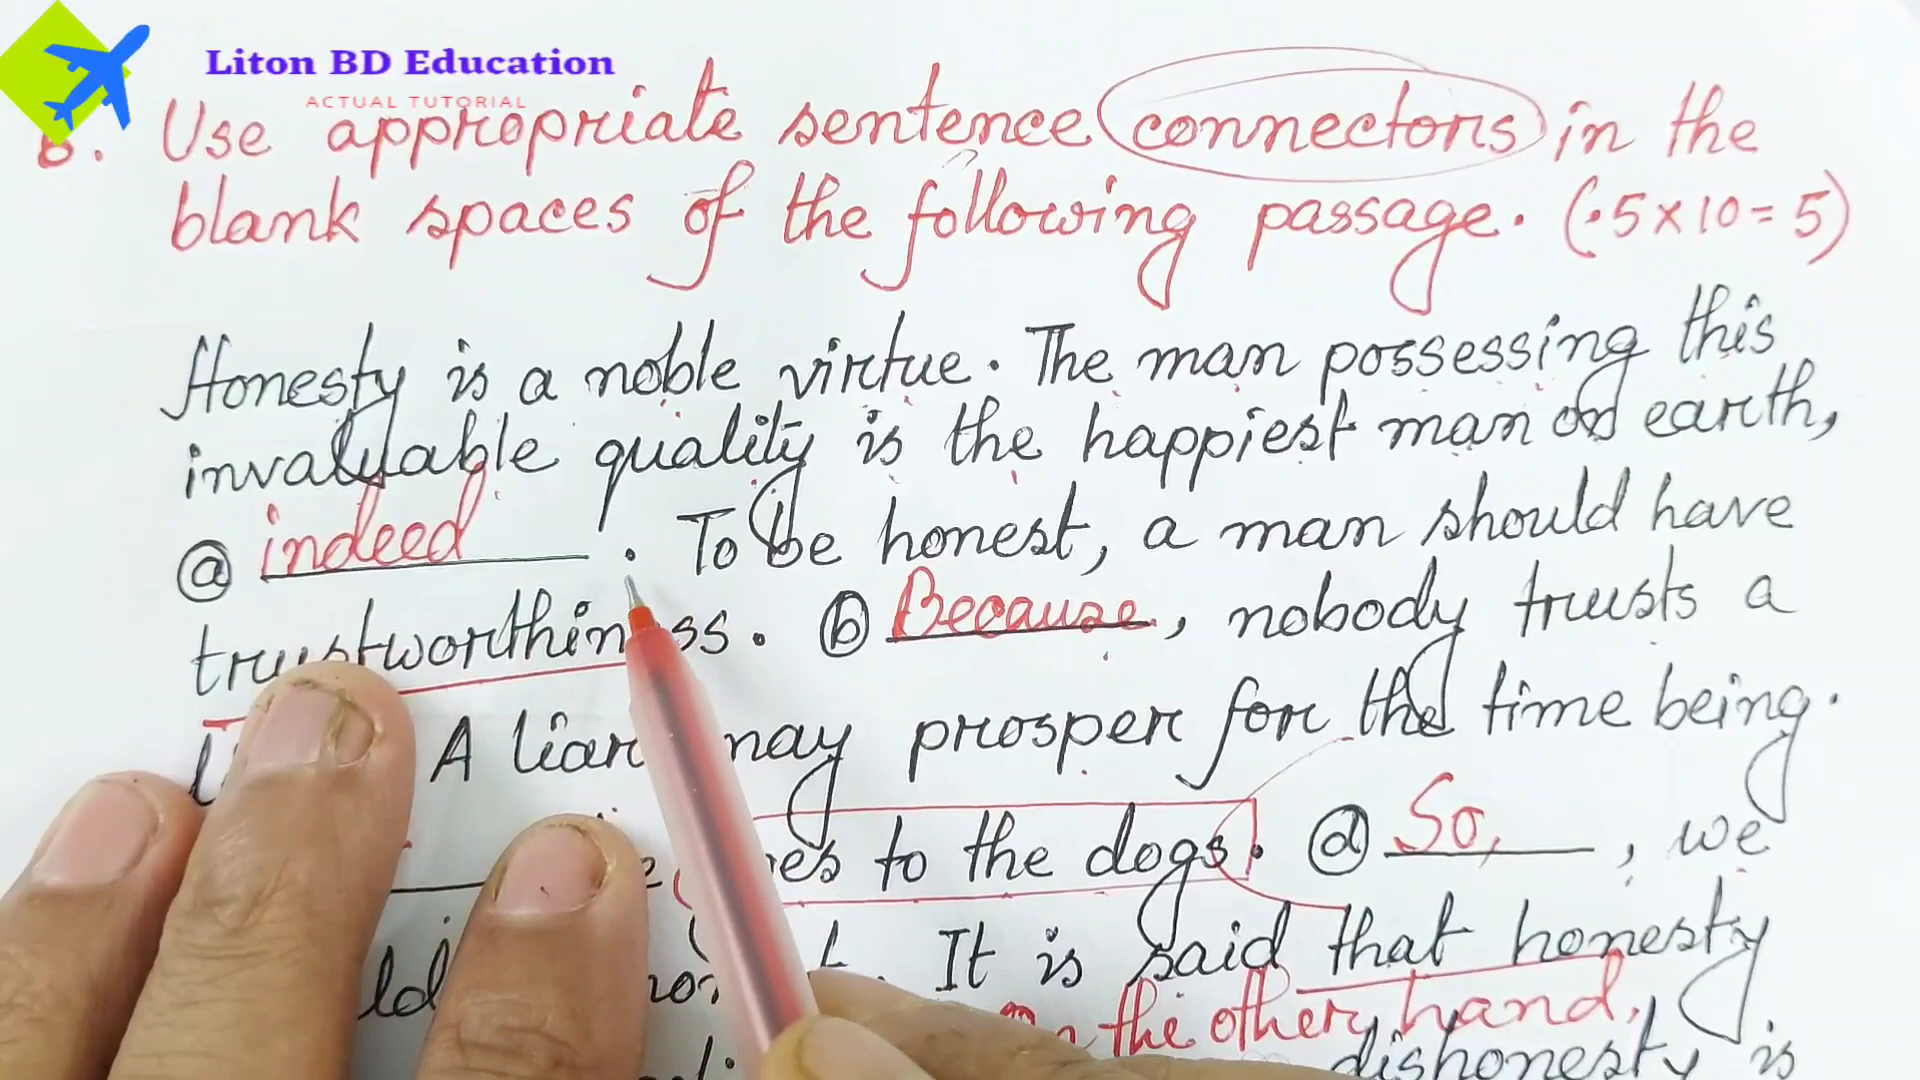 Liton BD Education
ACTUAL TUTORIAL
Use appropriate sentence connectors in the
blank spaces of the following passage. (.5×10=5)
Honesty is a noble virtue. The man possessing this
invaluable quality is the happiest man on earth,
(a) indeed . To be honest, a man should have
trustworthiness. (b) Because, nobody trusts a
A liar may prosper for the time being.
to the dogs. (d) So, , we
It is said that honesty
the other hand,
dishonesty is